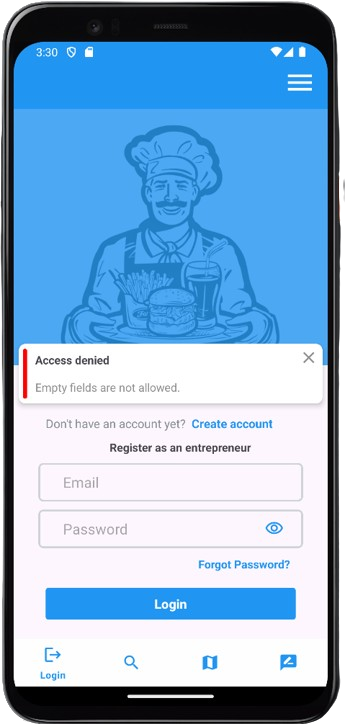 3:30
Access denied
Empty fields are not allowed.
Don't have an account yet? Create account
Register as an entrepreneur
Email
Password
Forgot Password?
Login
Login